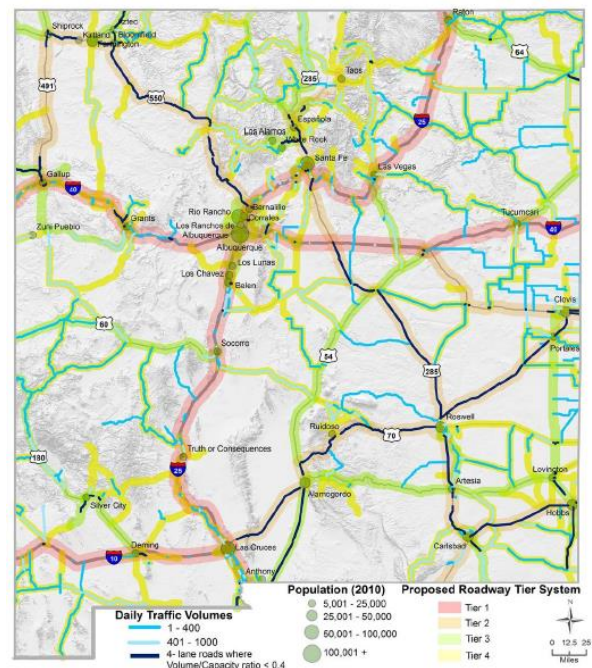 Shiprock
Aztec
Kirtland
Bloomfield
Farmington
Raton
64
285
Taos
491
550
Española
Los Alamos
White Rock
25
Santa Fe
Las Vegas
Gallup
40
Rio Rancho
Bernalillo
Corrales
Tucumcari
Grants
Los Ranchos de
Albuquerque
40
Zuni Pueblo
Albuquerque
Los Lunas
Los Chavez
Belen
Clovis
60
Portales
Socorro
54
285
Ruidoso
70
Roswell
180
Truth or Consequences
25
Lovington
Artesia
Silver City
Alamogordo
Hobbs
Deming
Las Cruces
Carlsbad
10
Anthony
Population (2010)
5,001 - 25,000
25,001 - 50,000
60,001 - 100,000
100,001 +
Proposed Roadway Tier System
Tier 1
Tier 2
Tier 3
Tier 4
N
0 12.5 25
Miles
Daily Traffic Volumes
1 - 400
401 - 1000
4- lane roads where
Volume/Capacity ratio < 0.4